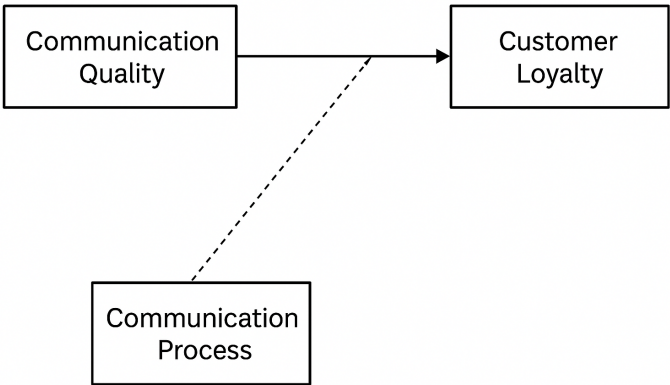 Communication
Quality
Customer
Loyalty
Communication
Process